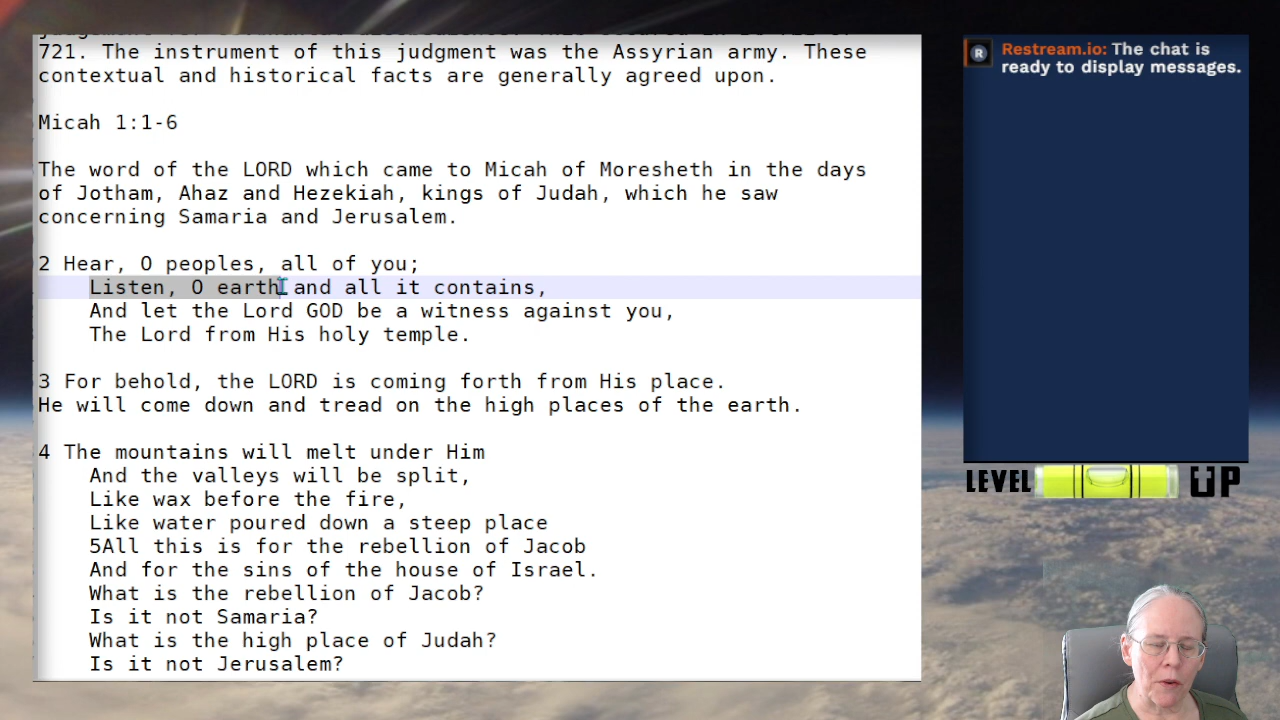 721. The instrument of this judgment was the Assyrian army. These
contextual and historical facts are generally agreed upon.
Micah 1:1-6
The word of the LORD which came to Micah of Moresheth in the days
of Jotham, Ahaz and Hezekiah, kings of Judah, which he saw
concerning Samaria and Jerusalem.
2 Hear, O peoples, all of you;
Listen, O earth and all it contains,
And let the Lord GOD be a witness against you,
The Lord from His holy temple.
3 For behold, the LORD is coming forth from His place.
He will come down and tread on the high places of the earth.
4 The mountains will melt under Him
And the valleys will be split,
Like wax before the fire,
Like water poured down a steep place
5All this is for the rebellion of Jacob
And for the sins of the house of Israel.
What is the rebellion of Jacob?
Is it not Samaria?
What is the high place of Judah?
Is it not Jerusalem?
R
Restream.io: The chat is
ready to display messages.
LEVEL UP